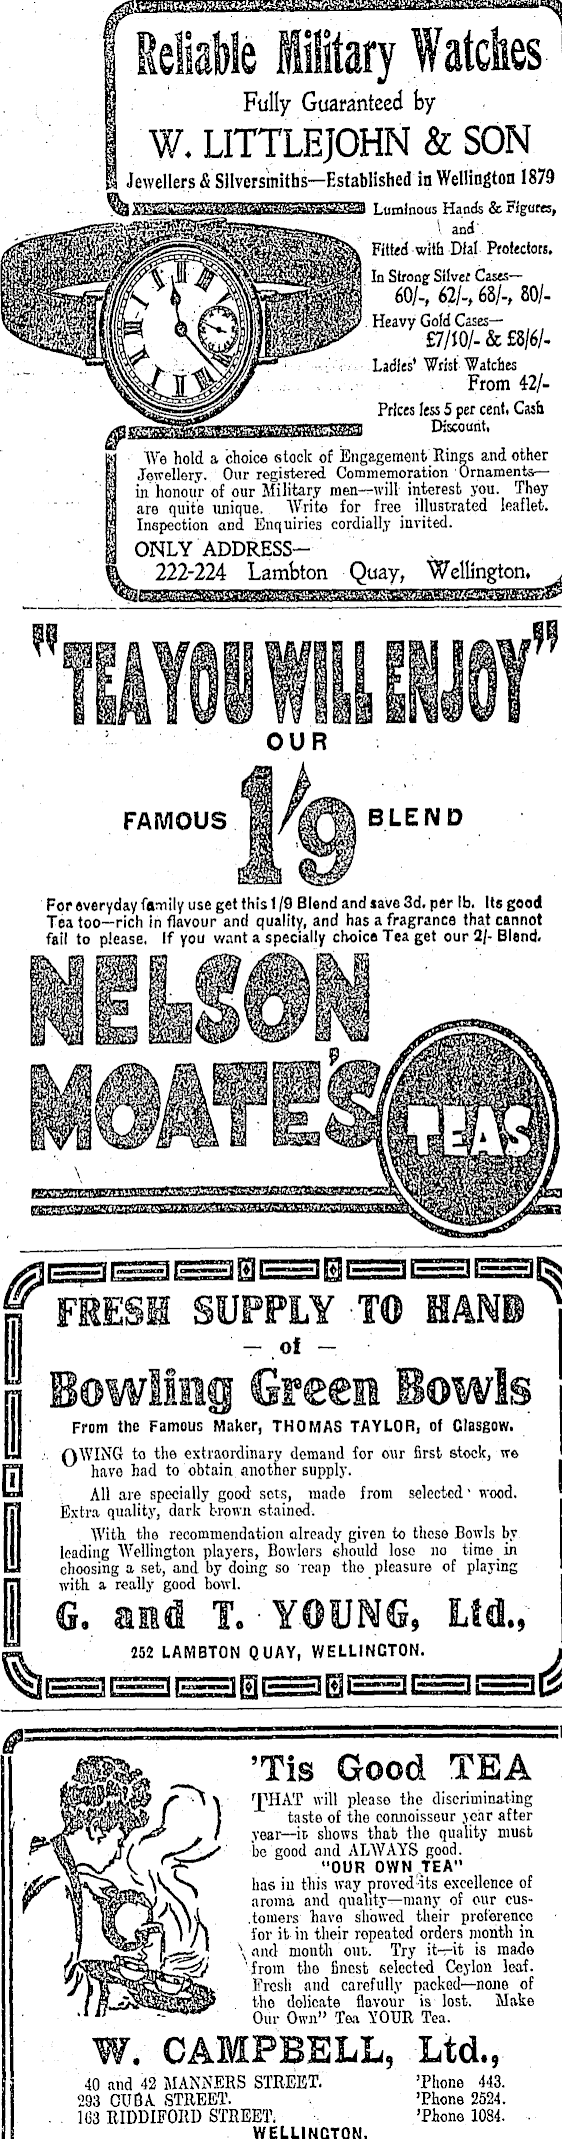 Reliable Military Watches
Fully Guaranteed by
W. LITTLEJOHN & SON
Jewellers & Silversmiths—Established in Wellington 1879
Luminous Hands & Figures,
and
Fitted with Dial Protectors.
In Strong Silver Cases—
60/-, 62/-, 68/-, 80/-
Heavy Gold Cases—
£7/10/- & £8/6/-
Ladies' Wrist Watches
From 42/-
Prices less 5 per cent. Cash
Discount.
We hold a choice stock of Engagement Rings and other
Jewellery. Our registered Commemoration Ornaments—
in honour of our Military men—will interest you. They
are quite unique. Write for free illustrated leaflet.
Inspection and Enquiries cordially invited.
ONLY ADDRESS—
222-224 Lambton Quay, Wellington.
"TEA YOU WILL ENJOY"
OUR
FAMOUS 1/9 BLEND
For everyday family use get this 1/9 Blend and save 3d. per lb. Its good
Tea too—rich in flavour and quality, and has a fragrance that cannot
fail to please. If you want a specially choice Tea get our 2/- Blend.
NELSON
MOATE'S
TEAS
FRESH SUPPLY TO HAND
— of —
Bowling Green Bowls
From the Famous Maker, THOMAS TAYLOR, of Glasgow.
OWING to the extraordinary demand for our first stock, we
have had to obtain another supply.
All are specially good sets, made from selected wood.
Extra quality, dark brown stained.
With the recommendation already given to these Bowls by
leading Wellington players, Bowlers should lose no time in
choosing a set, and by doing so reap the pleasure of playing
with a really good bowl.
G. and T. YOUNG, Ltd.,
252 LAMBTON QUAY, WELLINGTON.
'Tis Good TEA
THAT will please the discriminating
taste of the connoisseur year after
year—it shows that the quality must
be good and ALWAYS good.
"OUR OWN TEA"
has in this way proved its excellence of
aroma and quality—many of our cus-
tomers have showed their preference
for it in their repeated orders month in
and month out. Try it—it is made
from the finest selected Ceylon leaf.
Fresh and carefully packed—none of
the delicate flavour is lost. Make
Our Own" Tea YOUR Tea.
W. CAMPBELL, Ltd.,
40 and 42 MANNERS STREET. 'Phone 443.
293 CUBA STREET. 'Phone 2524.
163 RIDDIFORD STREET. 'Phone 1084.
WELLINGTON.